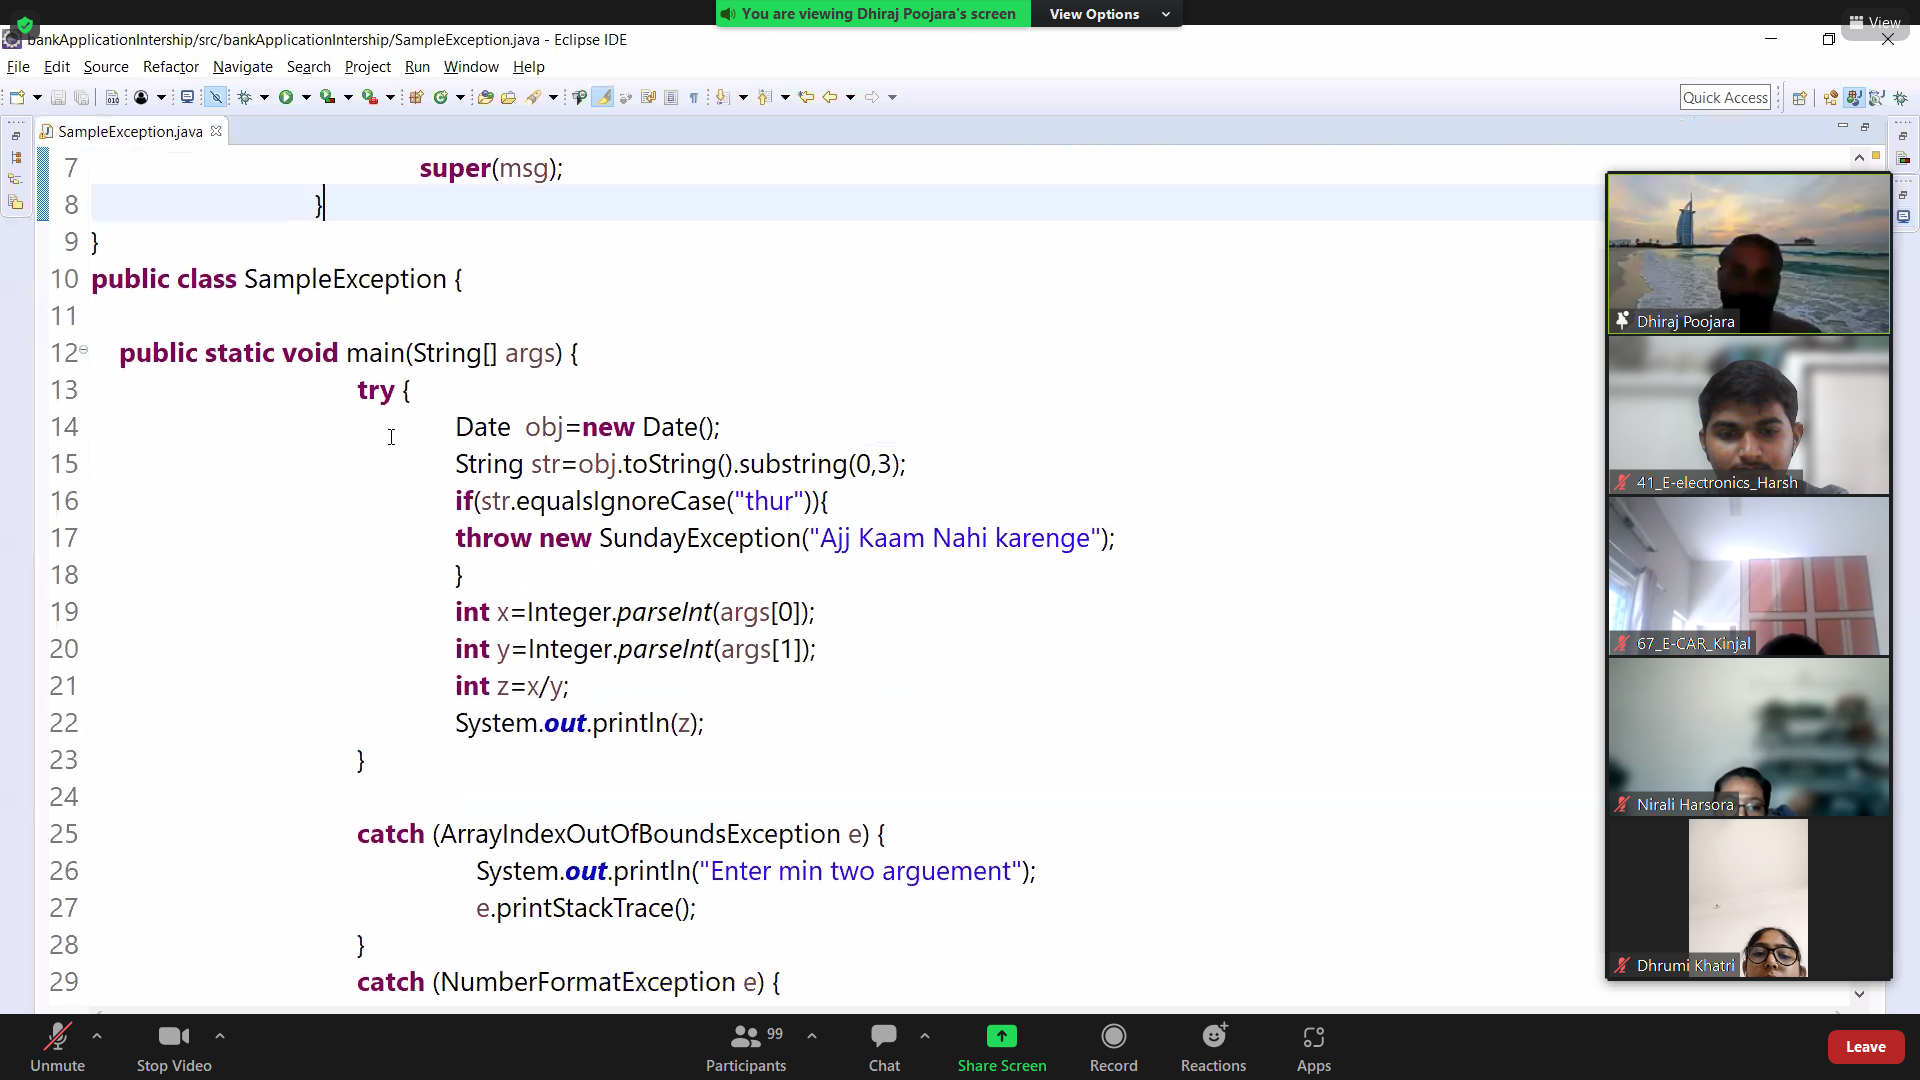 You are viewing Dhiraj Poojara's screen
View Options
View
bankApplicationIntership/src/bankApplicationIntership/SampleException.java - Eclipse IDE
File Edit Source Refactor Navigate Search Project Run Window Help
Quick Access
SampleException.java
7 super(msg);
8 }
9 }
10 public class SampleException {
11
12 public static void main(String[] args) {
13 try {
14 Date obj=new Date();
15 String str=obj.toString().substring(0,3);
16 if(str.equalsIgnoreCase("thur")){
17 throw new SundayException("Ajj Kaam Nahi karenge");
18 }
19 int x=Integer.parseInt(args[0]);
20 int y=Integer.parseInt(args[1]);
21 int z=x/y;
22 System.out.println(z);
23 }
24
25 catch (ArrayIndexOutOfBoundsException e) {
26 System.out.println("Enter min two arguement");
27 e.printStackTrace();
28 }
29 catch (NumberFormatException e) {
Dhiraj Poojara
41_E-electronics_Harsh
67_E-CAR_Kinjal
Nirali Harsora
Dhrumi Khatri
Unmute
Stop Video
99
Participants
Chat
Share Screen
Record
Reactions
Apps
Leave